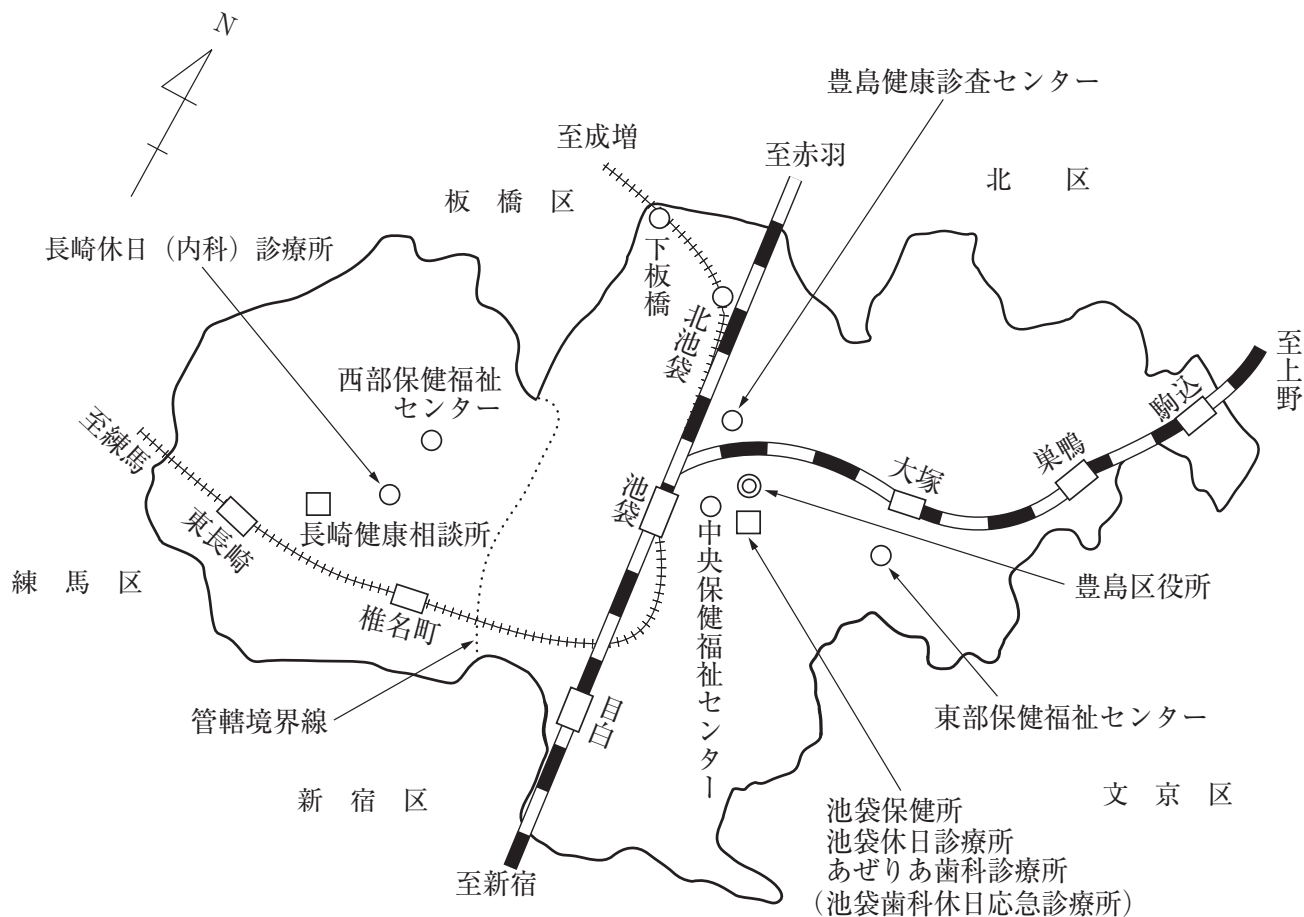 N
豊島健康診査センター
至成増
至赤羽
北　区
板　橋　区
長崎休日（内科）診療所
下板橋
北池袋
至上野
駒込
西部保健福祉
センター
巣鴨
至練馬
大塚
池袋
東長崎
長崎健康相談所
中央保健福祉センター
練　馬　区
豊島区役所
椎名町
管轄境界線
目白
東部保健福祉センター
新　宿　区
文　京　区
池袋保健所
池袋休日診療所
あぜりあ歯科診療所
（池袋歯科休日応急診療所）
至新宿